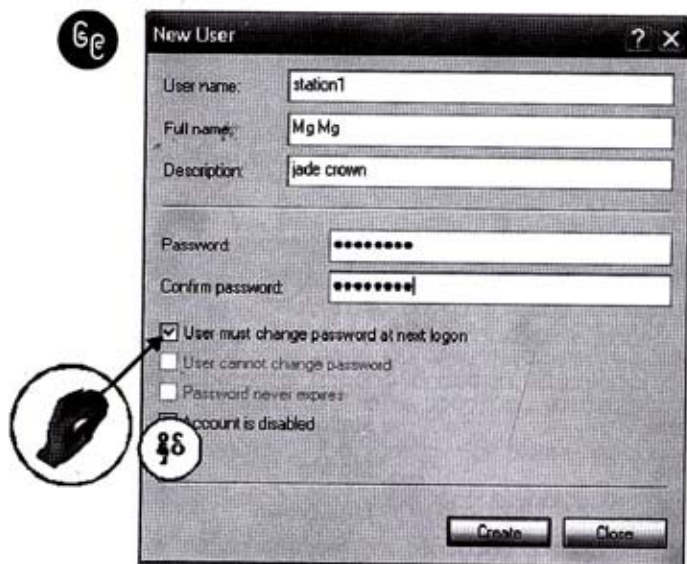 New User
User name: station1
Full name: Mg Mg
Description: jade crown
Password: ••••••••
Confirm password: ••••••••
User must change password at next logon
User cannot change password
Password never expires
Account is disabled
Create Close